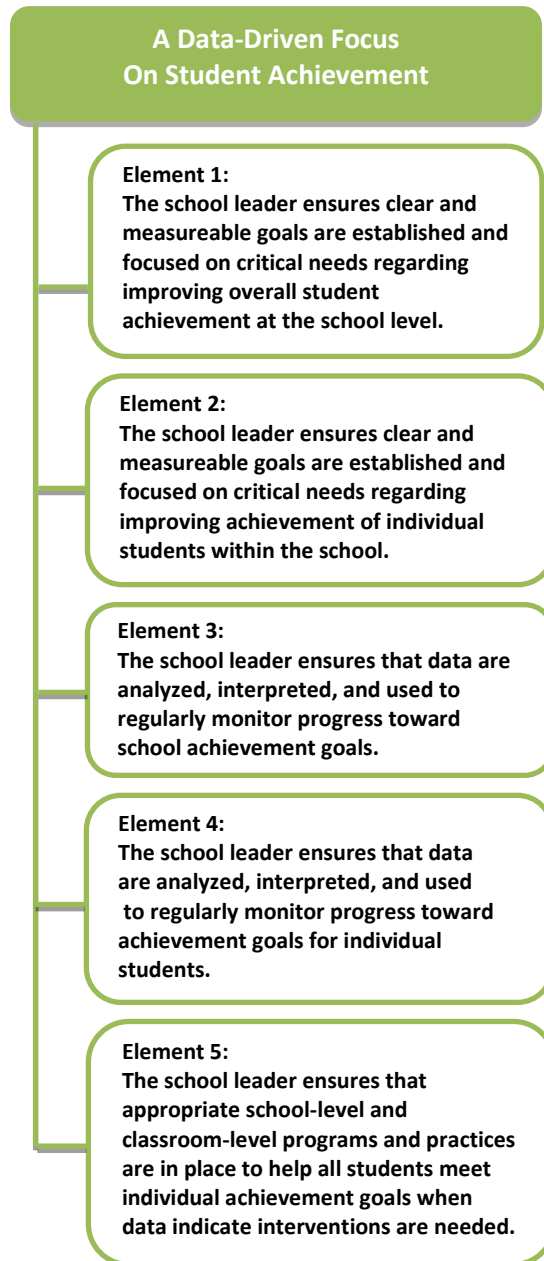 A Data-Driven Focus
On Student Achievement
Element 1:
The school leader ensures clear and
measureable goals are established and
focused on critical needs regarding
improving overall student
achievement at the school level.
Element 2:
The school leader ensures clear and
measureable goals are established and
focused on critical needs regarding
improving achievement of individual
students within the school.
Element 3:
The school leader ensures that data are
analyzed, interpreted, and used to
regularly monitor progress toward
school achievement goals.
Element 4:
The school leader ensures that data
are analyzed, interpreted, and used
to regularly monitor progress toward
achievement goals for individual
students.
Element 5:
The school leader ensures that
appropriate school-level and
classroom-level programs and practices
are in place to help all students meet
individual achievement goals when
data indicate interventions are needed.